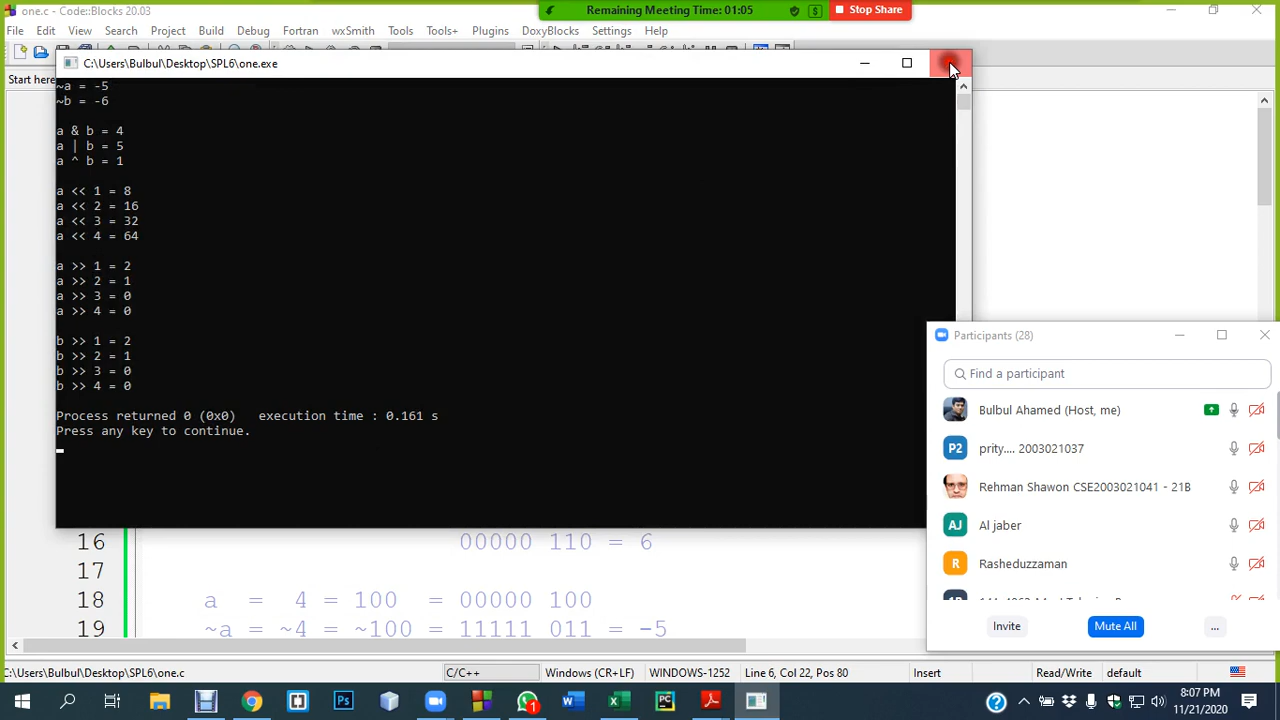 one.c - Code::Blocks 20.03
Remaining Meeting Time: 01:05
Stop Share
File Edit View Search Project Build Debug Fortran wxSmith Tools Tools+ Plugins DoxyBlocks Settings Help
Start here
C:\Users\Bulbul\Desktop\SPL6\one.exe
~a = -5
~b = -6
a & b = 4
a | b = 5
a ^ b = 1
a << 1 = 8
a << 2 = 16
a << 3 = 32
a << 4 = 64
a >> 1 = 2
a >> 2 = 1
a >> 3 = 0
a >> 4 = 0
b >> 1 = 2
b >> 2 = 1
b >> 3 = 0
b >> 4 = 0
Process returned 0 (0x0)   execution time : 0.161 s
Press any key to continue.
Participants (28)
Find a participant
Bulbul Ahamed (Host, me)
P2 prity.... 2003021037
Rehman Shawon CSE2003021041 - 21B
AJ Al jaber
R Rasheduzzaman
Invite Mute All ...
16 00000 110 = 6
17
18 a = 4 = 100 = 00000 100
19 ~a = ~4 = ~100 = 11111 011 = -5
C:\Users\Bulbul\Desktop\SPL6\one.c C/C++ Windows (CR+LF) WINDOWS-1252 Line 6, Col 22, Pos 80 Insert Read/Write default
8:07 PM
11/21/2020